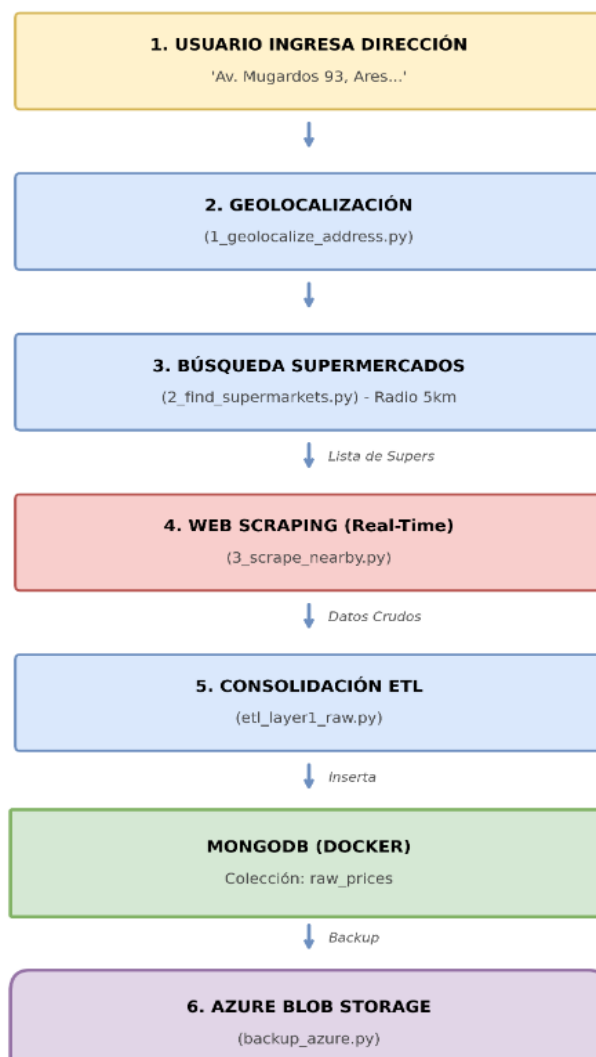 1. USUARIO INGRESA DIRECCIÓN
'Av. Mugardos 93, Ares...'
2. GEOLOCALIZACIÓN
(1_geolocalize_address.py)
3. BÚSQUEDA SUPERMERCADOS
(2_find_supermarkets.py) - Radio 5km
Lista de Supers
4. WEB SCRAPING (Real-Time)
(3_scrape_nearby.py)
Datos Crudos
5. CONSOLIDACIÓN ETL
(etl_layer1_raw.py)
Inserta
MONGODB (DOCKER)
Colección: raw_prices
Backup
6. AZURE BLOB STORAGE
(backup_azure.py)